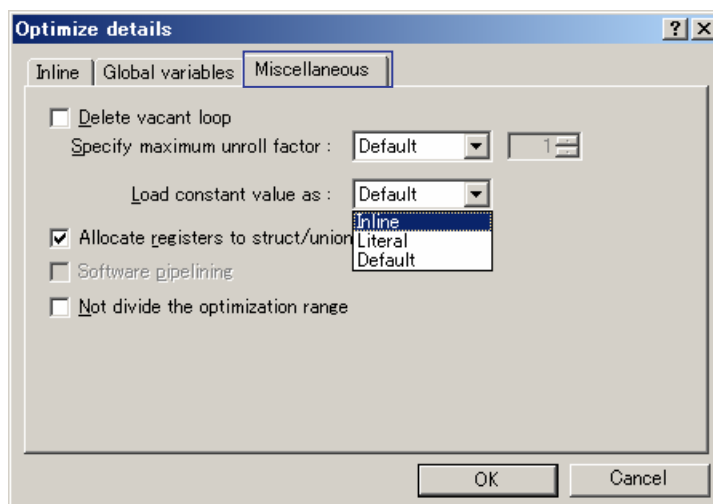 Optimize details
Inline Global variables Miscellaneous
Delete vacant loop
Specify maximum unroll factor : Default 1
Load constant value as : Default
Inline
Allocate registers to struct/union
Literal
Default
Software pipelining
Not divide the optimization range
OK Cancel